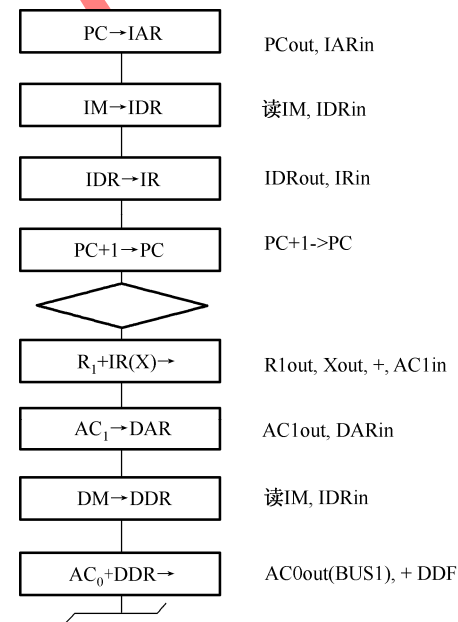 PC→IAR PCout, IARin
IM→IDR 读IM, IDRin
IDR→IR IDRout, IRin
PC+1→PC PC+1->PC
R₁+IR(X)→ R1out, Xout, +, AC1in
AC₁→DAR AC1out, DARin
DM→DDR 读IM, IDRin
AC₀+DDR→ AC0out(BUS1), + DDF